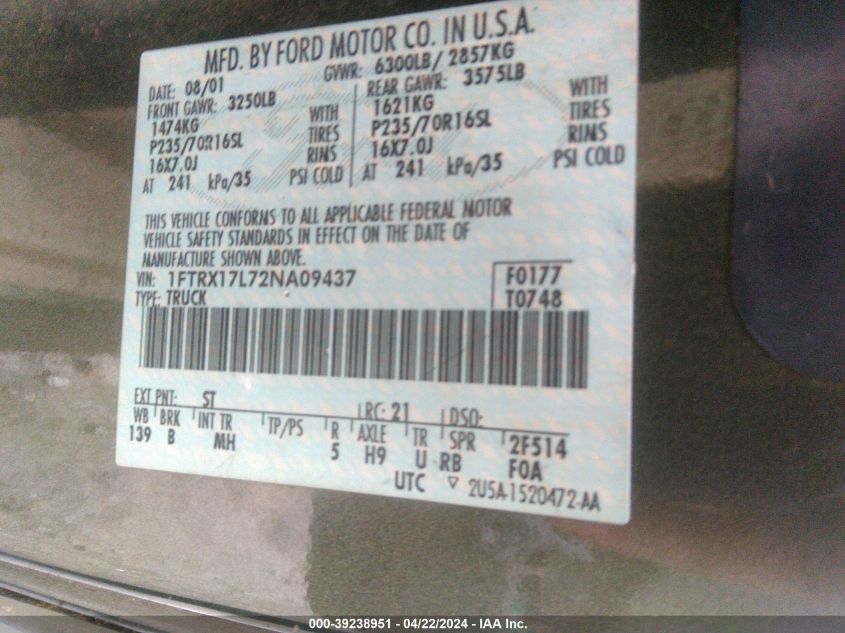 MFD. BY FORD MOTOR CO. IN U.S.A.
DATE: 08/01 GVWR: 6300LB/ 2857KG
FRONT GAWR: 3250LB REAR GAWR: 3575LB
1474KG WITH 1621KG WITH
P235/70R16SL TIRES P235/70R16SL TIRES
16X7.0J RIMS 16X7.0J RIMS
AT 241 kPa/35 PSI COLD AT 241 kPa/35 PSI COLD
THIS VEHICLE CONFORMS TO ALL APPLICABLE FEDERAL MOTOR
VEHICLE SAFETY STANDARDS IN EFFECT ON THE DATE OF
MANUFACTURE SHOWN ABOVE.
VIN: 1FTRX17L72NA09437 F0177
TYPE: TRUCK T0748
EXT PNT: ST RC: 21 DSO:
WB BRK INT TR TP/PS R AXLE TR SPR 2F514
139 B MH 5 H9 U RB FOA
UTC ▽ 2U5A-1520472-AA
000-39238951 - 04/22/2024 - IAA Inc.